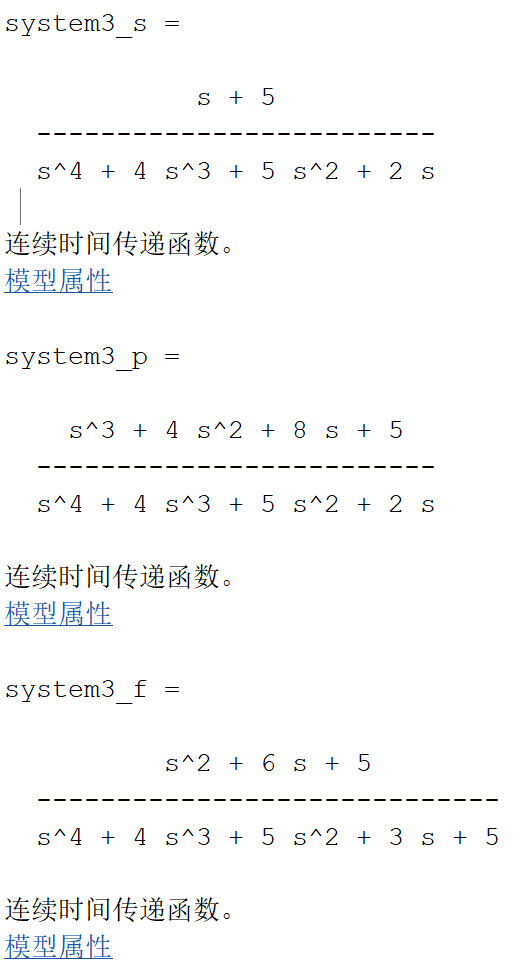 system3_s =
s + 5
-------------------------
s^4 + 4 s^3 + 5 s^2 + 2 s
连续时间传递函数。
模型属性
system3_p =
s^3 + 4 s^2 + 8 s + 5
-------------------------
s^4 + 4 s^3 + 5 s^2 + 2 s
连续时间传递函数。
模型属性
system3_f =
s^2 + 6 s + 5
-----------------------------
s^4 + 4 s^3 + 5 s^2 + 3 s + 5
连续时间传递函数。
模型属性